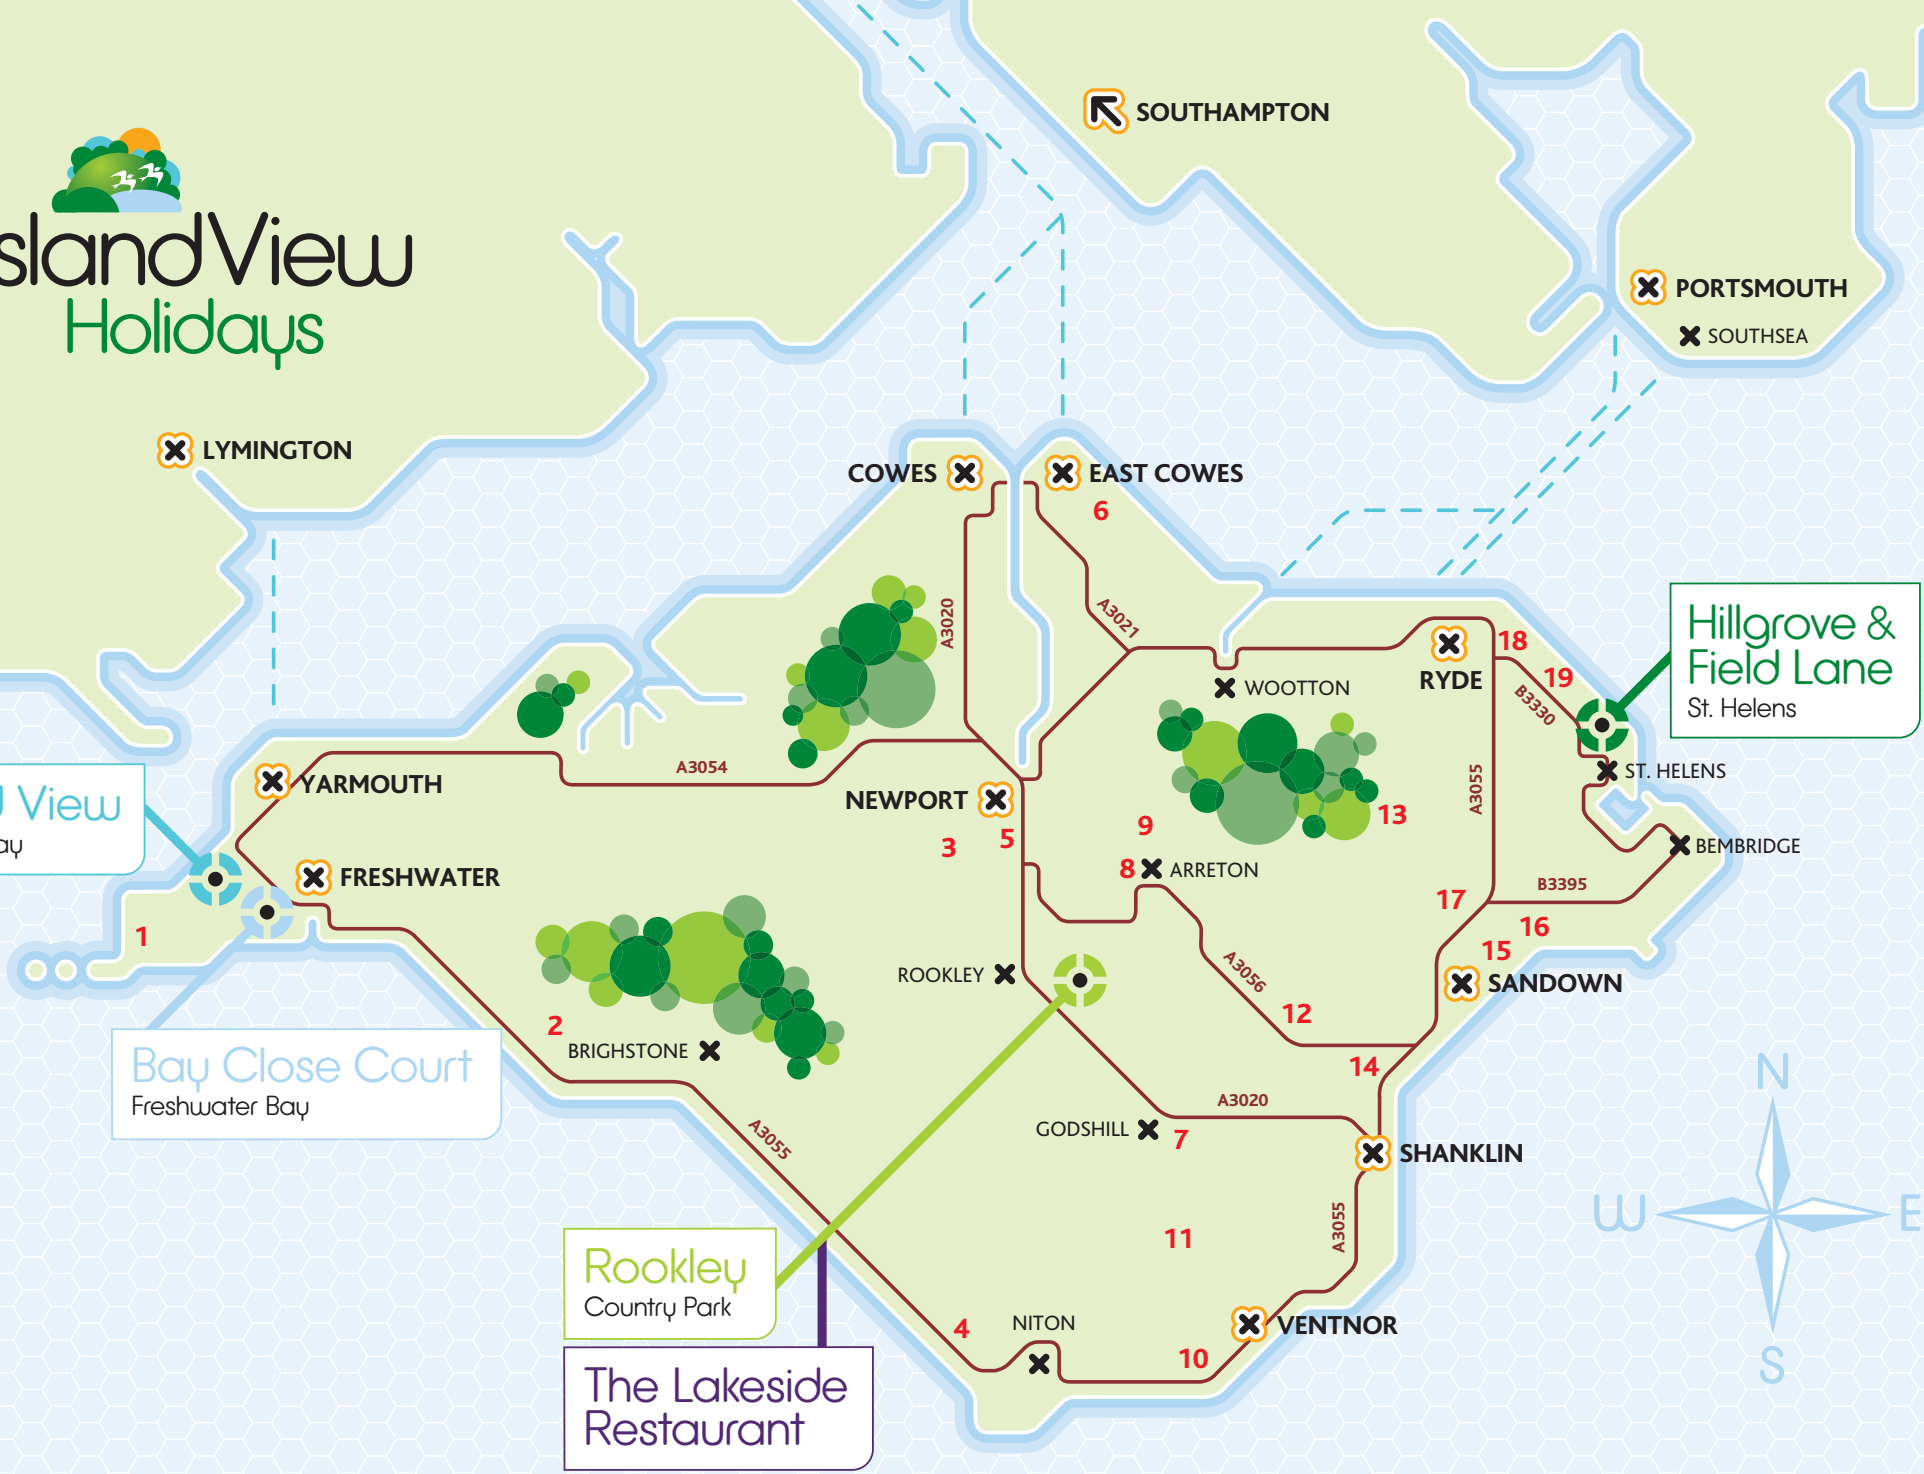 SOUTHAMPTON
slandView
Holidays
PORTSMOUTH
SOUTHSEA
LYMINGTON
COWES
EAST COWES
6
A3020
A3021
Hillgrove &
Field Lane
St. Helens
18
RYDE
19
WOOTTON
B3330
A3054
ST. HELENS
YARMOUTH
View
ay
NEWPORT
A3055
13
9
3
5
BEMBRIDGE
8
ARRETON
FRESHWATER
B3395
17
1
16
15
ROOKLEY
A3056
SANDOWN
12
2
BRIGHSTONE
Bay Close Court
Freshwater Bay
14
N
A3020
GODSHILL
7
A3055
SHANKLIN
W
E
A3055
11
Rookley
Country Park
4
NITON
VENTNOR
10
S
The Lakeside
Restaurant